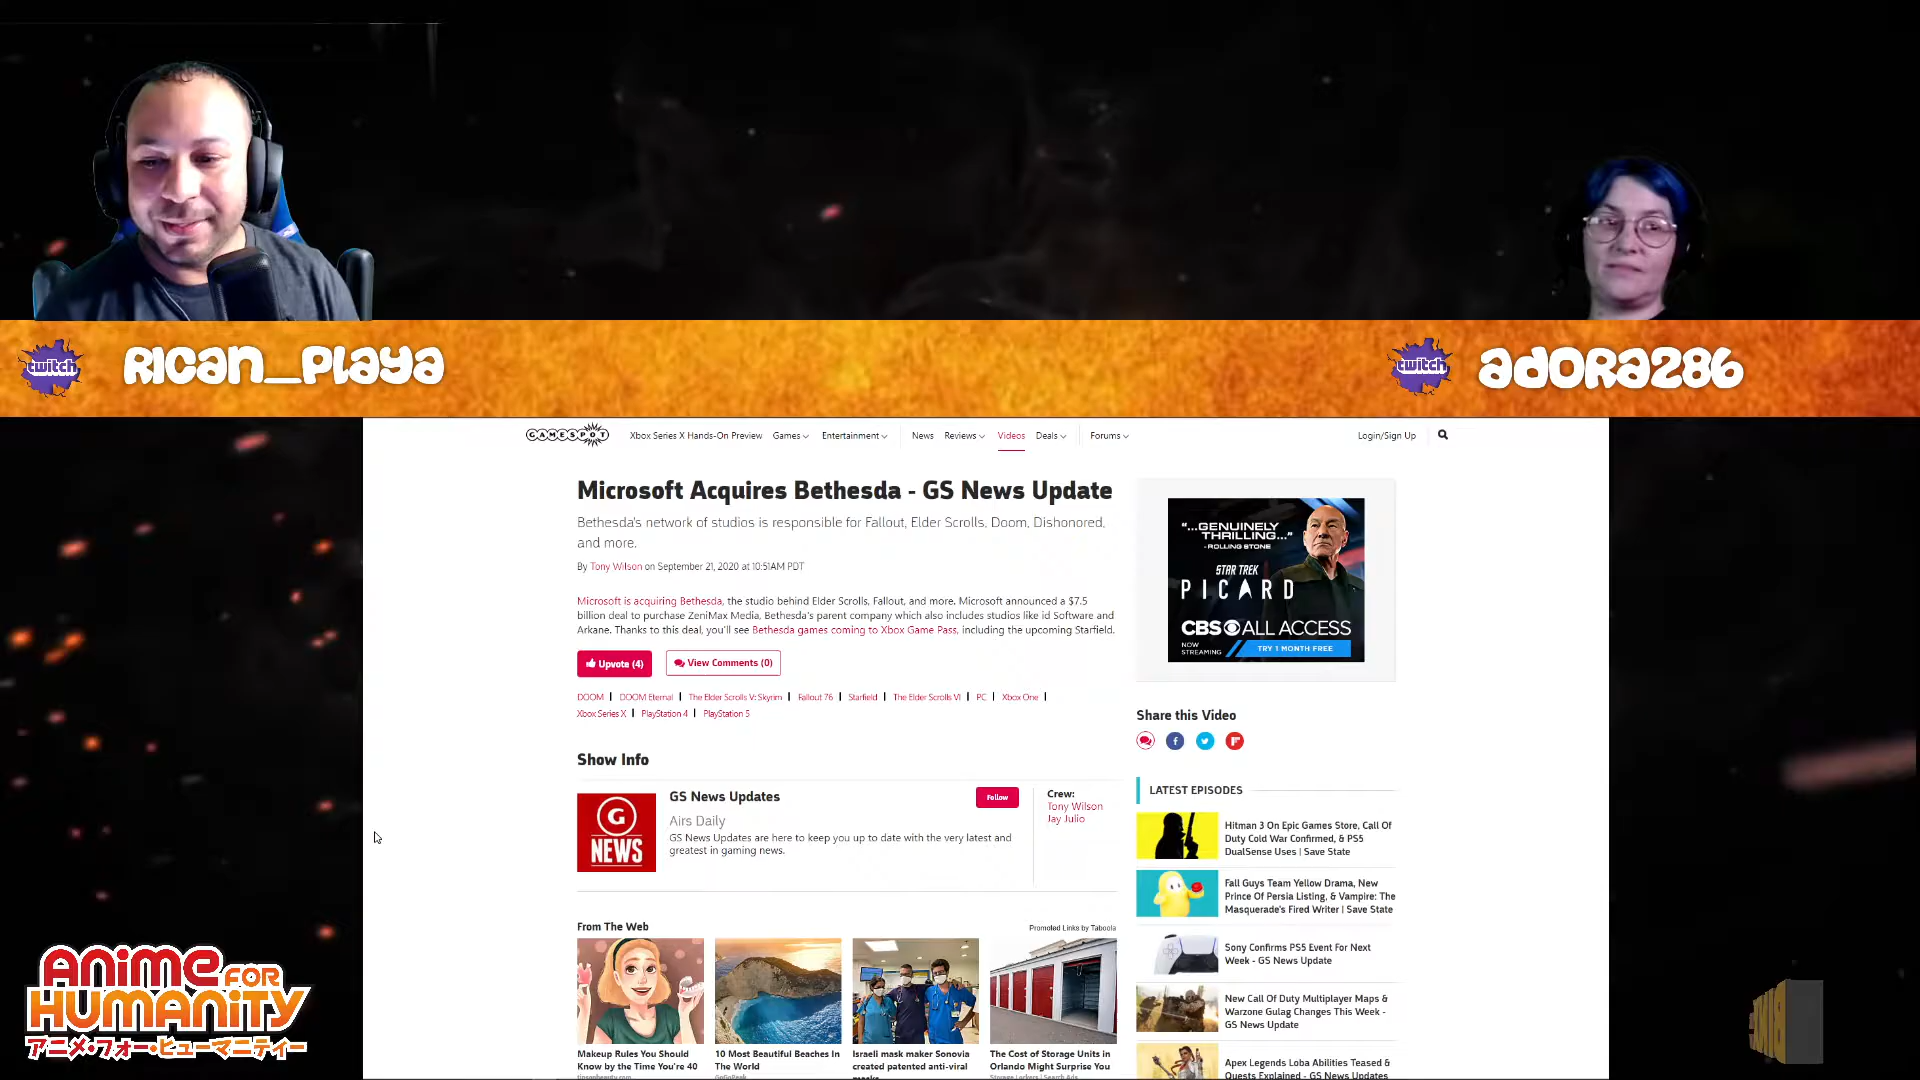 twitch
Rican_Playa
twitch
adora286
GAMESPOT
Xbox Series X Hands-On Preview
Games
Entertainment
News
Reviews
Videos
Deals
Forums
Login/Sign Up
Microsoft Acquires Bethesda - GS News Update
Bethesda's network of studios is responsible for Fallout, Elder Scrolls, Doom, Dishonored,
and more.
By Tony Wilson on September 21, 2020 at 10:51AM PDT
Microsoft is acquiring Bethesda, the studio behind Elder Scrolls, Fallout, and more. Microsoft announced a $7.5
billion deal to purchase ZeniMax Media, Bethesda's parent company which also includes studios like id Software and
Arkane. Thanks to this deal, you'll see Bethesda games coming to Xbox Game Pass, including the upcoming Starfield.
Upvote (4)
View Comments (0)
DOOM | DOOM Eternal | The Elder Scrolls V: Skyrim | Fallout 76 | Starfield | The Elder Scrolls VI | PC | Xbox One |
Xbox Series X | PlayStation 4 | PlayStation 5
Show Info
G
NEWS
GS News Updates
Follow
Airs Daily
GS News Updates are here to keep you up to date with the very latest and
greatest in gaming news.
Crew:
Tony Wilson
Jay Julio
From The Web
Promoted Links by Taboola
Makeup Rules You Should
Know by the Time You're 40
10 Most Beautiful Beaches In
The World
Israeli mask maker Sonovia
created patented anti-viral
The Cost of Storage Units in
Orlando Might Surprise You
"...GENUINELY
THRILLING..."
-ROLLING STONE
STAR TREK
PICARD
CBS ALL ACCESS
NOW
STREAMING
TRY 1 MONTH FREE
Share this Video
LATEST EPISODES
Hitman 3 On Epic Games Store, Call Of
Duty Cold War Confirmed, & PS5
DualSense Uses | Save State
Fall Guys Team Yellow Drama, New
Prince Of Persia Listing, & Vampire: The
Masquerade's Fired Writer | Save State
Sony Confirms PS5 Event For Next
Week - GS News Update
New Call Of Duty Multiplayer Maps &
Warzone Gulag Changes This Week -
GS News Update
Apex Legends Loba Abilities Teased &
Quests Explained - GS News Updates
Anime FOR
Humanity
アニメ・フォー・ヒューマニティー